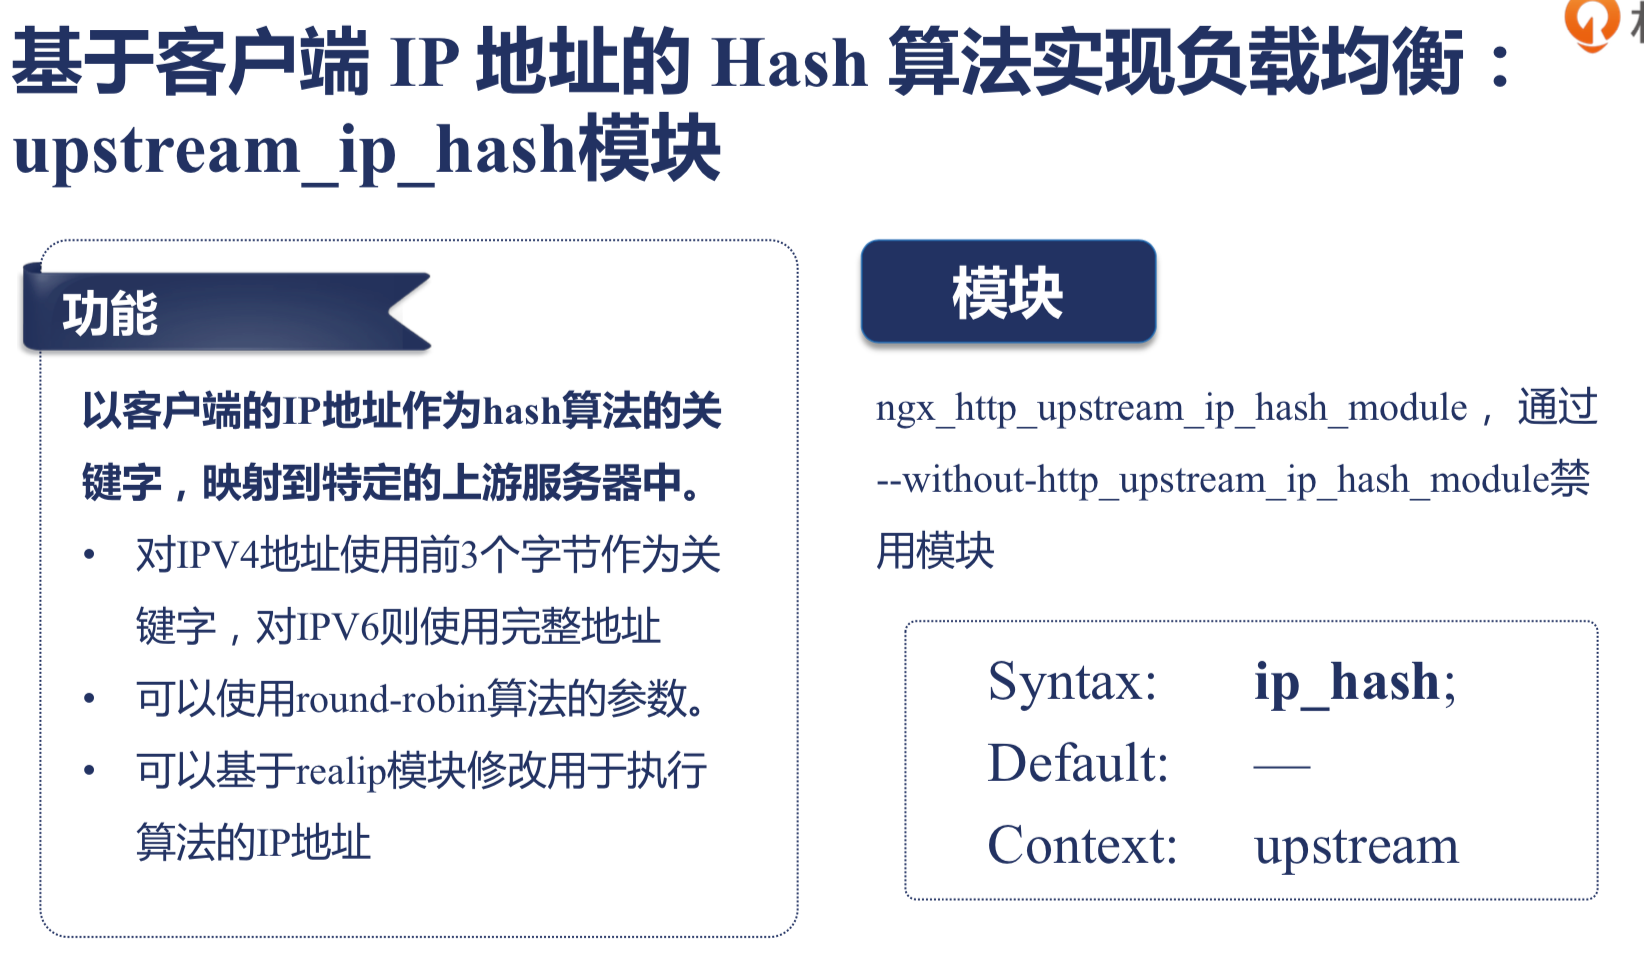 基于客户端 IP 地址的 Hash 算法实现负载均衡：
upstream_ip_hash模块
功能
以客户端的IP地址作为hash算法的关
键字，映射到特定的上游服务器中。
• 对IPV4地址使用前3个字节作为关
键字，对IPV6则使用完整地址
• 可以使用round-robin算法的参数。
• 可以基于realip模块修改用于执行
算法的IP地址
模块
ngx_http_upstream_ip_hash_module，通过
--without-http_upstream_ip_hash_module禁
用模块
Syntax: ip_hash;
Default: —
Context: upstream